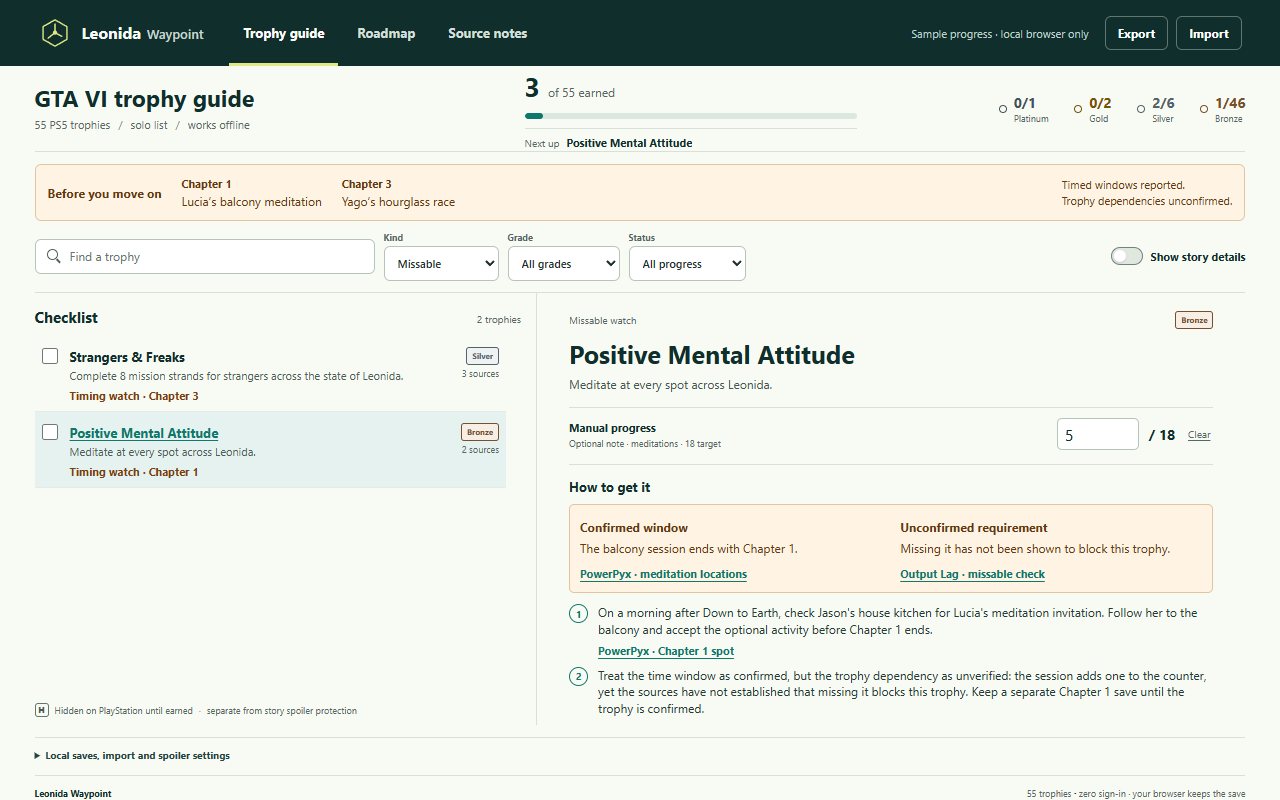 Leonida Waypoint
Trophy guide
Roadmap
Source notes
Sample progress · local browser only
Export
Import
GTA VI trophy guide
55 PS5 trophies / solo list / works offline
3 of 55 earned
Next up Positive Mental Attitude
0/1
Platinum
0/2
Gold
2/6
Silver
1/46
Bronze
Before you move on
Chapter 1
Lucia's balcony meditation
Chapter 3
Yago's hourglass race
Timed windows reported.
Trophy dependencies unconfirmed.
Find a trophy
Kind
Missable
Grade
All grades
Status
All progress
Show story details
Checklist
2 trophies
Strangers & Freaks
Silver
Complete 8 mission strands for strangers across the state of Leonida.
3 sources
Timing watch · Chapter 3
Positive Mental Attitude
Bronze
Meditate at every spot across Leonida.
2 sources
Timing watch · Chapter 1
H Hidden on PlayStation until earned · separate from story spoiler protection
Missable watch
Bronze
Positive Mental Attitude
Meditate at every spot across Leonida.
Manual progress
Optional note · meditations · 18 target
5 / 18 Clear
How to get it
Confirmed window
The balcony session ends with Chapter 1.
PowerPyx · meditation locations
Unconfirmed requirement
Missing it has not been shown to block this trophy.
Output Lag · missable check
1 On a morning after Down to Earth, check Jason's house kitchen for Lucia's meditation invitation. Follow her to the
balcony and accept the optional activity before Chapter 1 ends.
PowerPyx · Chapter 1 spot
2 Treat the time window as confirmed, but the trophy dependency as unverified: the session adds one to the counter,
yet the sources have not established that missing it blocks this trophy. Keep a separate Chapter 1 save until the
trophy is confirmed.
Local saves, import and spoiler settings
Leonida Waypoint
55 trophies · zero sign-in · your browser keeps the save